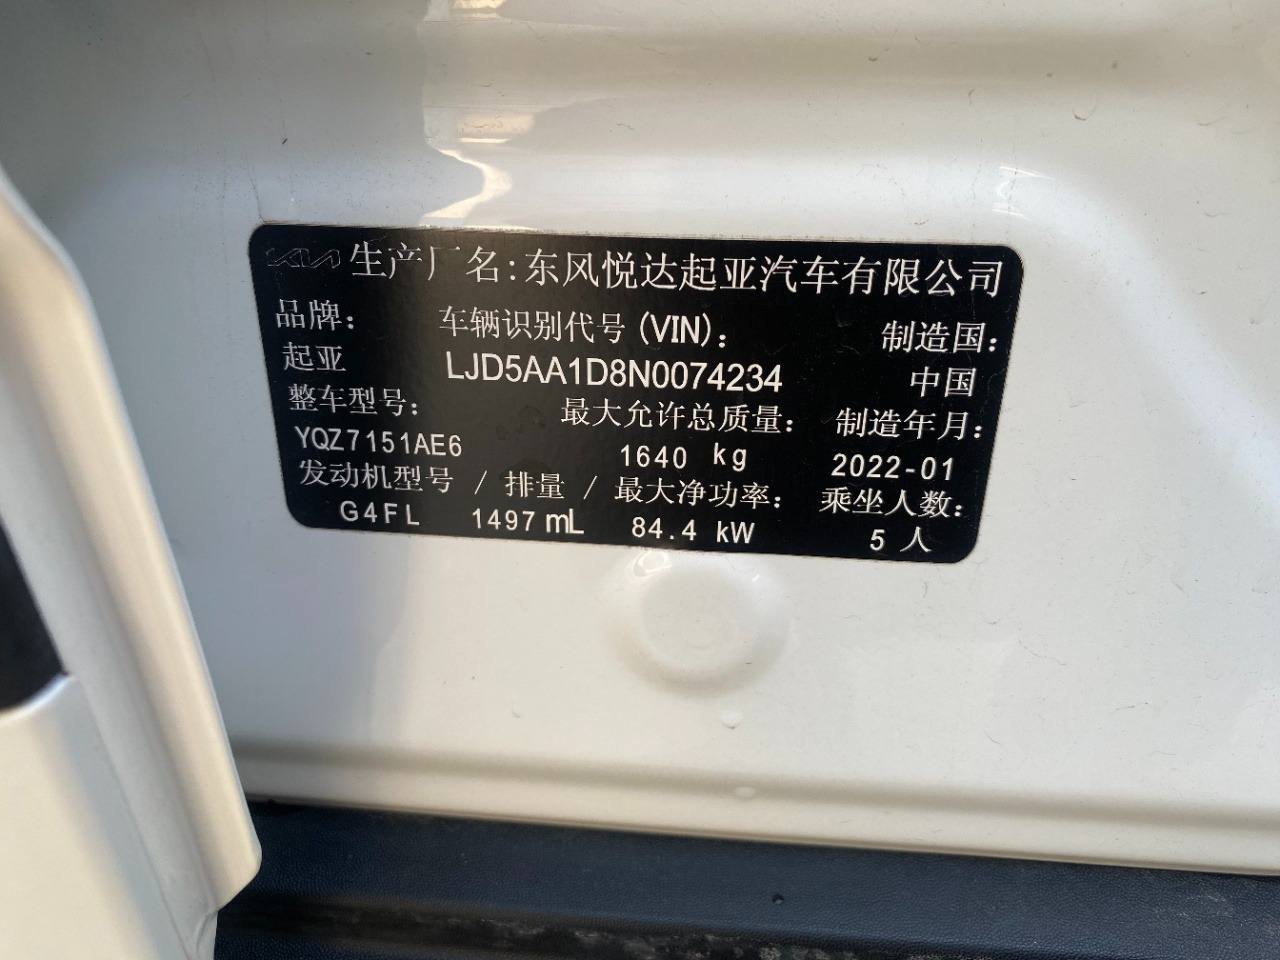 KIA 生产厂名:东风悦达起亚汽车有限公司
品牌: 车辆识别代号(VIN): 制造国:
起亚 LJD5AA1D8N0074234 中国
整车型号: 最大允许总质量: 制造年月:
YQZ7151AE6 1640 kg 2022-01
发动机型号 / 排量 / 最大净功率: 乘坐人数:
G4FL 1497 mL 84.4 kW 5 人